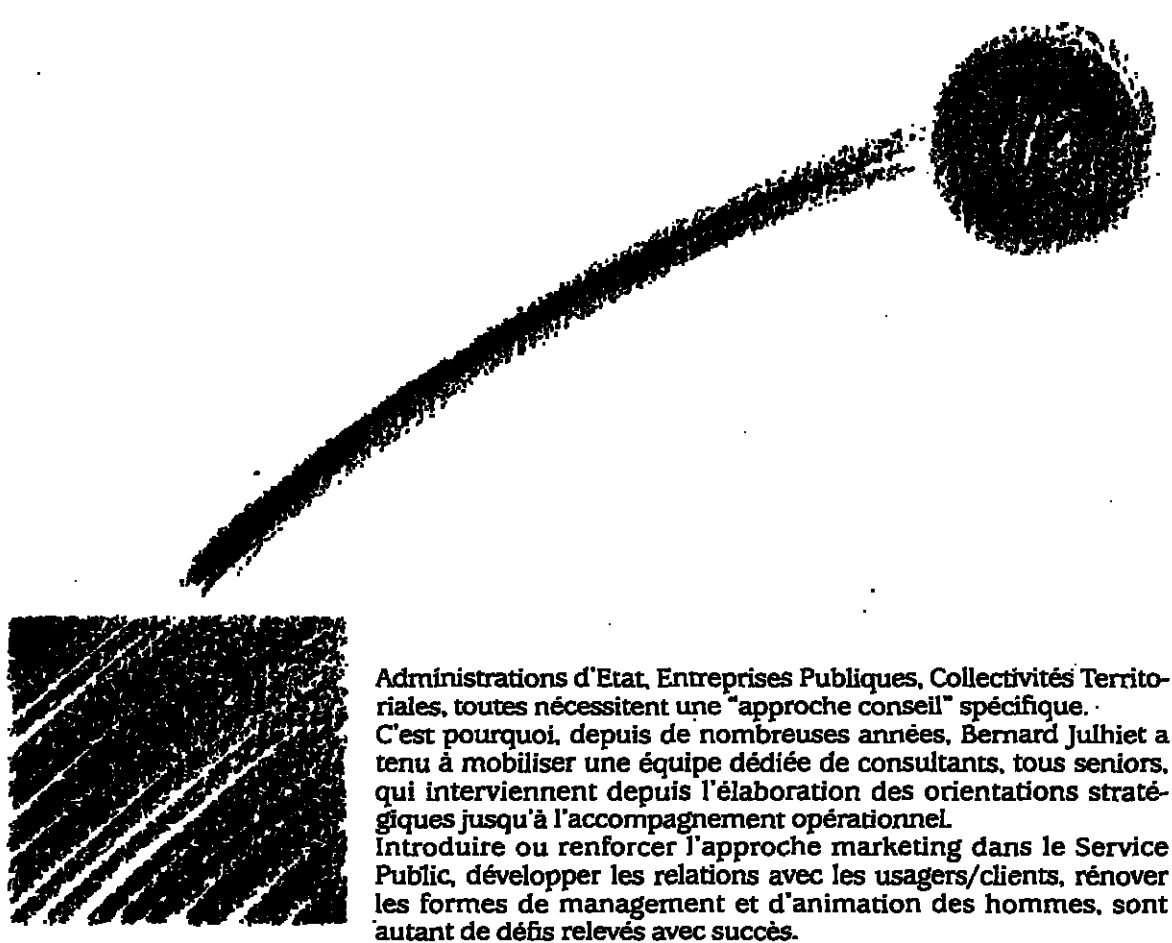 Administrations d'Etat, Entreprises Publiques, Collectivités Territo-
riales, toutes nécessitent une "approche conseil" spécifique.
C'est pourquoi, depuis de nombreuses années, Bernard Julhiet a
tenu à mobiliser une équipe dédiée de consultants, tous seniors,
qui interviennent depuis l'élaboration des orientations straté-
giques jusqu'à l'accompagnement opérationnel.
Introduire ou renforcer l'approche marketing dans le Service
Public, développer les relations avec les usagers/clients, rénover
les formes de management et d'animation des hommes, sont
autant de défis relevés avec succès.